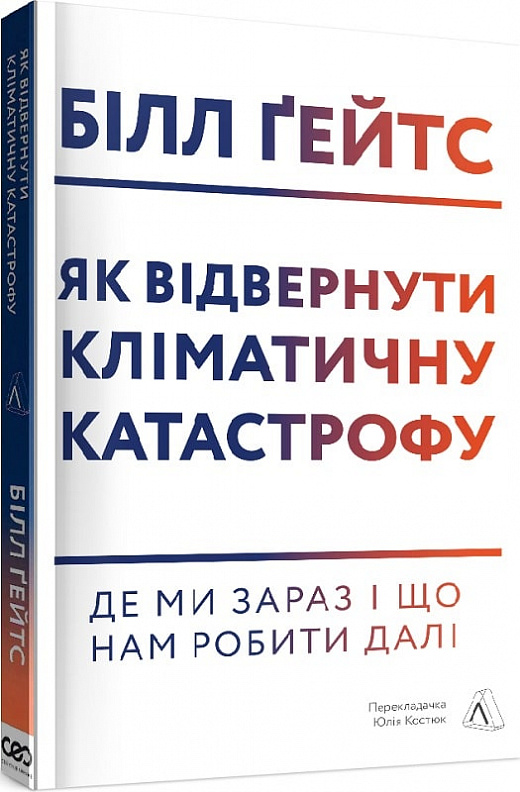 БІЛЛ ҐЕЙТС
ЯК ВІДВЕРНУТИ
КЛІМАТИЧНУ
КАТАСТРОФУ
ДЕ МИ ЗАРАЗ І ЩО
НАМ РОБИТИ ДАЛІ
Перекладачка
Юлія Костюк
ЯК ВІДВЕРНУТИ
КЛІМАТИЧНУ КАТАСТРОФУ
БІЛЛ ҐЕЙТС